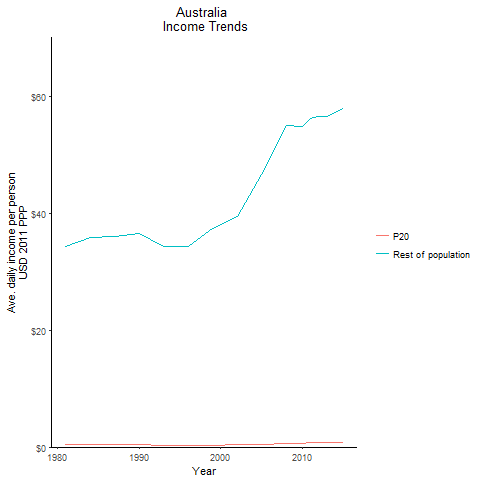 Australia
Income Trends
Ave. daily income per person
USD 2011 PPP
$60
$40
$20
$0
1980
1990
2000
2010
Year
P20
Rest of population